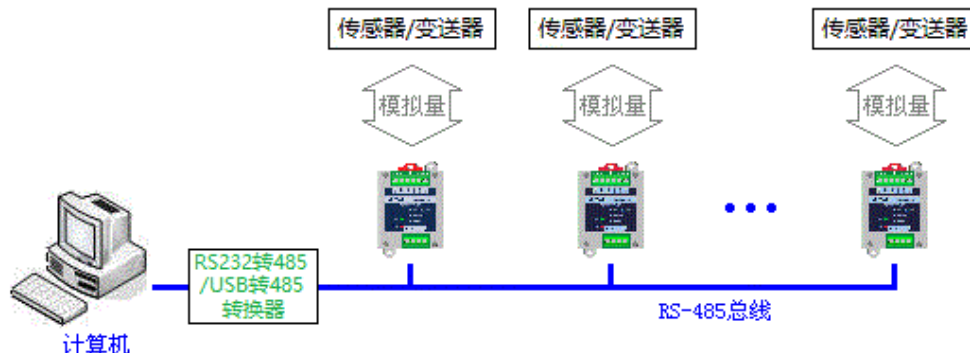 传感器/变送器
传感器/变送器
传感器/变送器
模拟量
模拟量
模拟量
RS232转485
/USB转485
转换器
RS-485总线
计算机